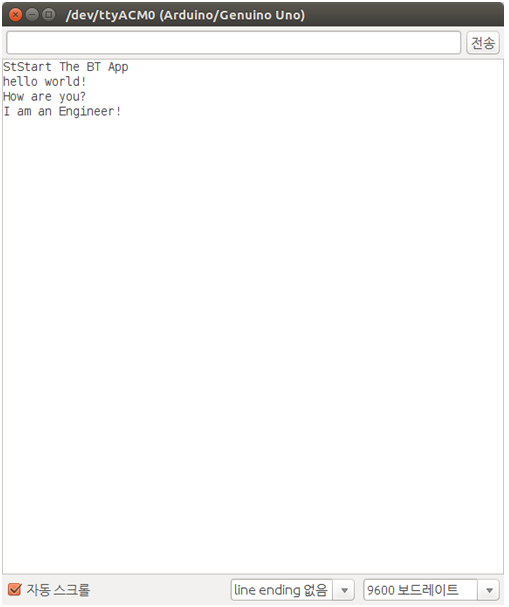 /dev/ttyACM0 (Arduino/Genuino Uno)
전송
StStart The BT App
hello world!
How are you?
I am an Engineer!
자동 스크롤
line ending 없음
9600 보드레이트